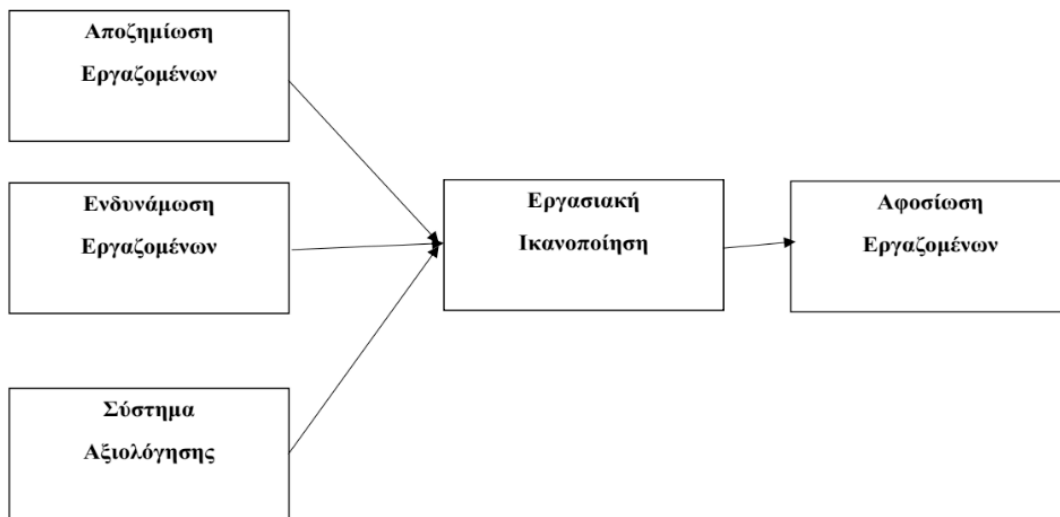 Αποζημίωση
Εργαζομένων
Ενδυνάμωση
Εργαζομένων
Σύστημα
Αξιολόγησης
Εργασιακή
Ικανοποίηση
Αφοσίωση
Εργαζομένων